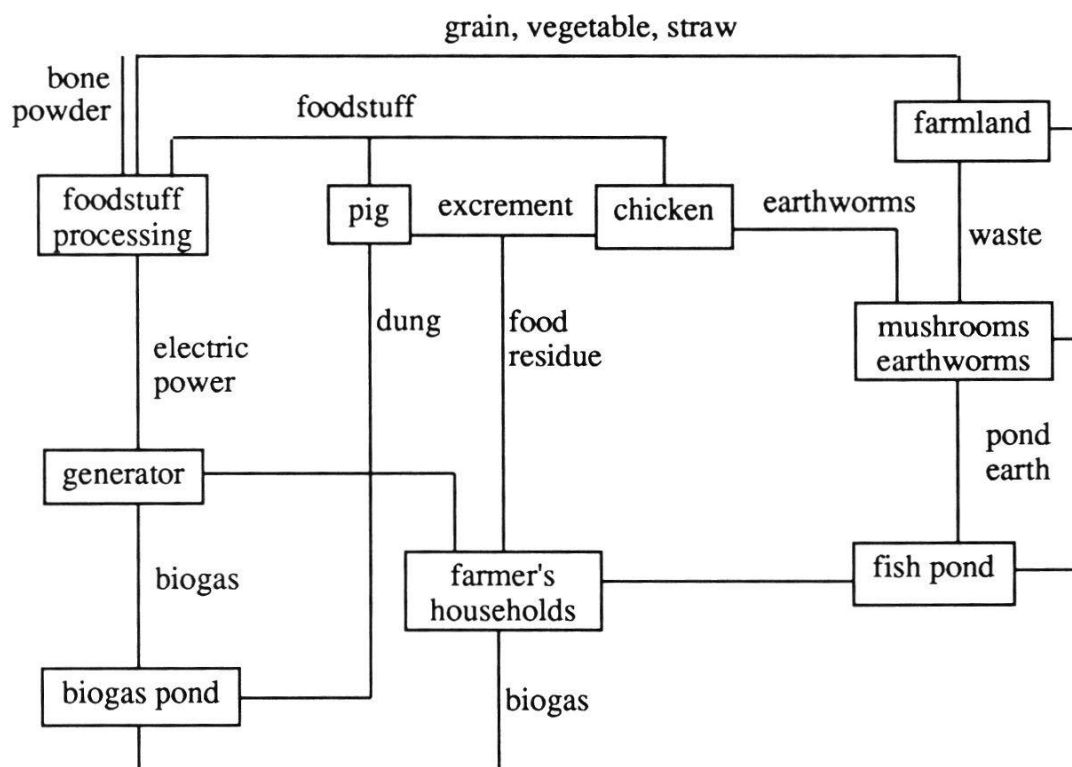 grain, vegetable, straw
bone
powder
foodstuff
farmland
foodstuff
processing
pig
excrement
chicken
earthworms
waste
dung
food
residue
mushrooms
earthworms
electric
power
pond
earth
generator
biogas
farmer's
households
fish pond
biogas pond
biogas